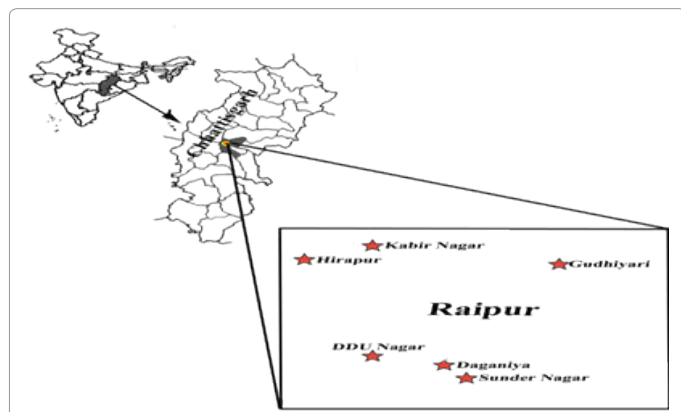 Chhattisgarh
Kabir Nagar
Hirapur
Gudhiyari
Raipur
DDU Nagar
Daganiya
Sunder Nagar